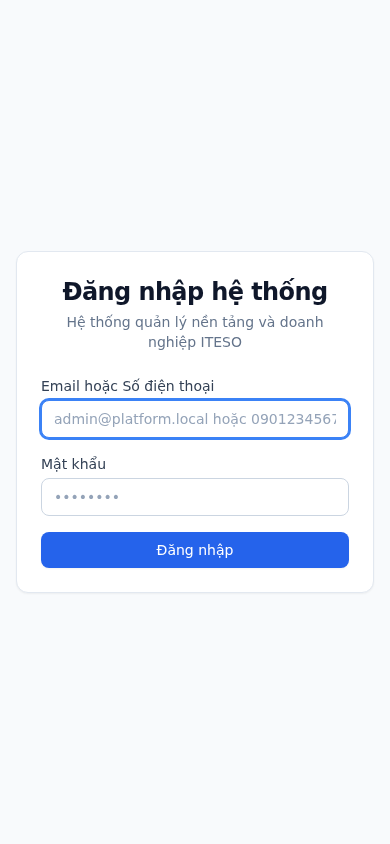 Đăng nhập hệ thống
Hệ thống quản lý nền tảng và doanh
nghiệp ITESO
Email hoặc Số điện thoại
admin@platform.local hoặc 0901234567
Mật khẩu
••••••••
Đăng nhập